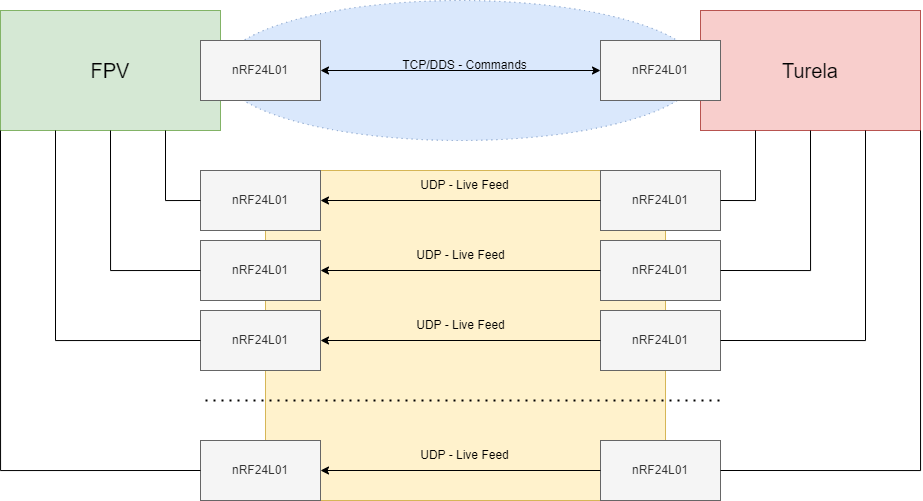 FPV
nRF24L01
TCP/DDS - Commands
nRF24L01
Turela
nRF24L01
UDP - Live Feed
nRF24L01
nRF24L01
UDP - Live Feed
nRF24L01
nRF24L01
UDP - Live Feed
nRF24L01
nRF24L01
UDP - Live Feed
nRF24L01